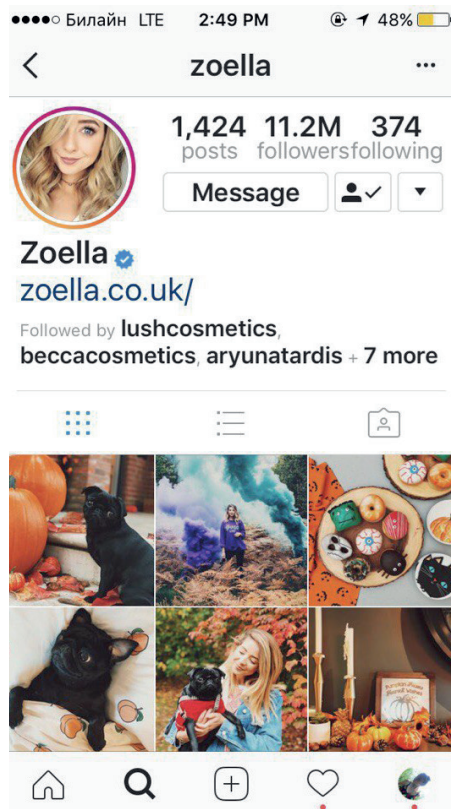 Билайн LTE 2:49 PM 48%
zoella
1,424 11.2M 374
posts followers following
Message
Zoella
zoella.co.uk/
Followed by lushcosmetics,
beccacosmetics, aryunatardis + 7 more